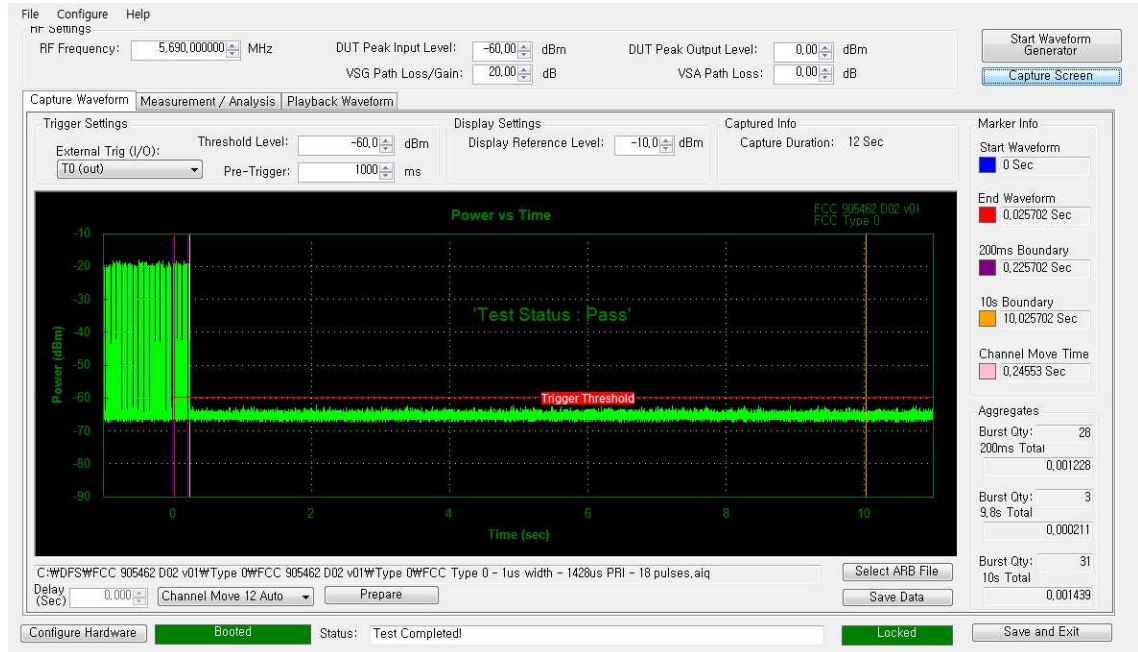 File Configure Help
RF Settings
RF Frequency: 5,690,000000 MHz DUT Peak Input Level: -60,00 dBm DUT Peak Output Level: 0,00 dBm
VSG Path Loss/Gain: 20,00 dB VSA Path Loss: 0,00 dB
Start Waveform Generator
Capture Screen
Capture Waveform Measurement / Analysis Playback Waveform
Trigger Settings
External Trig (I/O): Threshold Level: -60,0 dBm
T0 (out) Pre-Trigger: 1000 ms
Display Settings
Display Reference Level: -10,0 dBm
Captured Info
Capture Duration: 12 Sec
Power vs Time
FCC 905462 D02 v01
FCC Type 0
-10
-20
-30
-40
-50
-60
-70
-80
-90
Power (dBm)
'Test Status : Pass'
Trigger Threshold
0 2 4 6 8 10
Time (sec)
Marker Info
Start Waveform
0 Sec
End Waveform
0,025702 Sec
200ms Boundary
0,225702 Sec
10s Boundary
10,025702 Sec
Channel Move Time
0,24553 Sec
Aggregates
Burst Qty: 28
200ms Total
0,001228
Burst Qty: 3
9,8s Total
0,000211
Burst Qty: 31
10s Total
0,001439
C:₩DFS₩FCC 905462 D02 v01₩Type 0₩FCC 905462 D02 v01₩Type 0₩FCC Type 0 - 1us width - 1428us PRI - 18 pulses,aiq
Select ARB File
Delay (Sec) 0,000 Channel Move 12 Auto Prepare
Save Data
Configure Hardware Booted Status: Test Completed! Locked Save and Exit